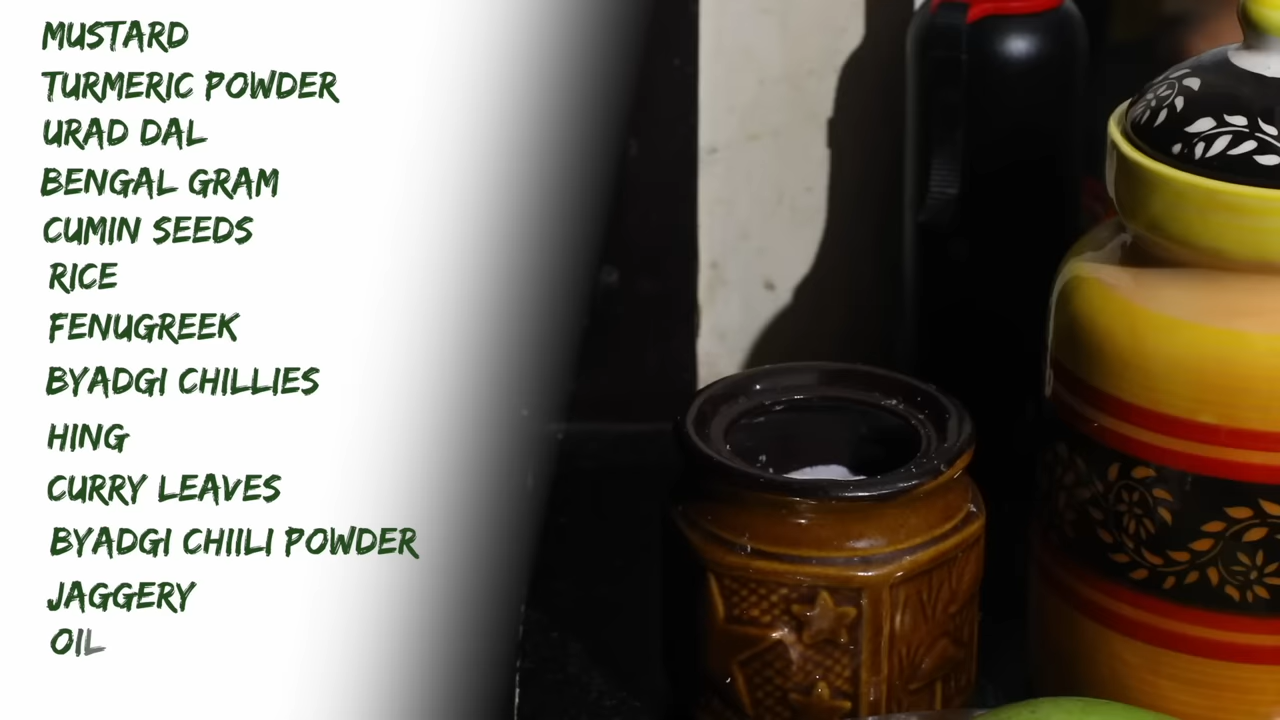 MUSTARD
TURMERIC POWDER
URAD DAL
BENGAL GRAM
CUMIN SEEDS
RICE
FENUGREEK
BYADGI CHILLIES
HING
CURRY LEAVES
BYADGI CHIILI POWDER
JAGGERY
OIL